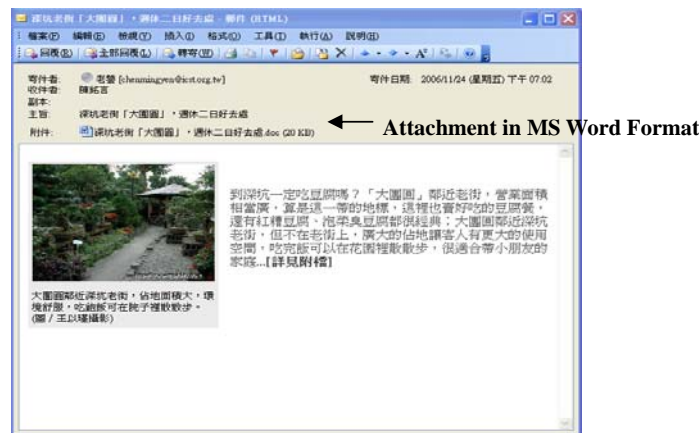 深坑老街「大團圓」，週休二日好去處 - 郵件 (HTML)
檔案(F) 編輯(E) 檢視(V) 插入(I) 格式(O) 工具(T) 執行(A) 說明(H)
回覆(R) 全部回覆(L) 轉寄(W)
寄件者: 老爹 寄件日期: 2006/11/24 (星期五) 下午 07:02
收件者: 陳銘言
副本:
主旨: 深坑老街「大團圓」，週休二日好去處
附件: 深坑老街「大團圓」，週休二日好去處.doc (20 KB)
Attachment in MS Word Format
到深坑一定吃豆腐嗎？「大團圓」鄰近老街，營業面積
相當廣，算是這一帶的地標，這裡也賣好吃的豆腐餐，
還有紅糟豆腐、泡菜臭豆腐都很經典；大團圓鄰近深坑
老街，但不在老街上，廣大的佔地讓客人有更大的使用
空間，吃完飯可以在花園裡散散步，很適合帶小朋友的
家庭...[詳見附檔]
大團圓鄰近深坑老街，佔地面積大，環
境舒服，吃飽飯可在院子裡散散步。
(圖 / 王以瑾攝影)